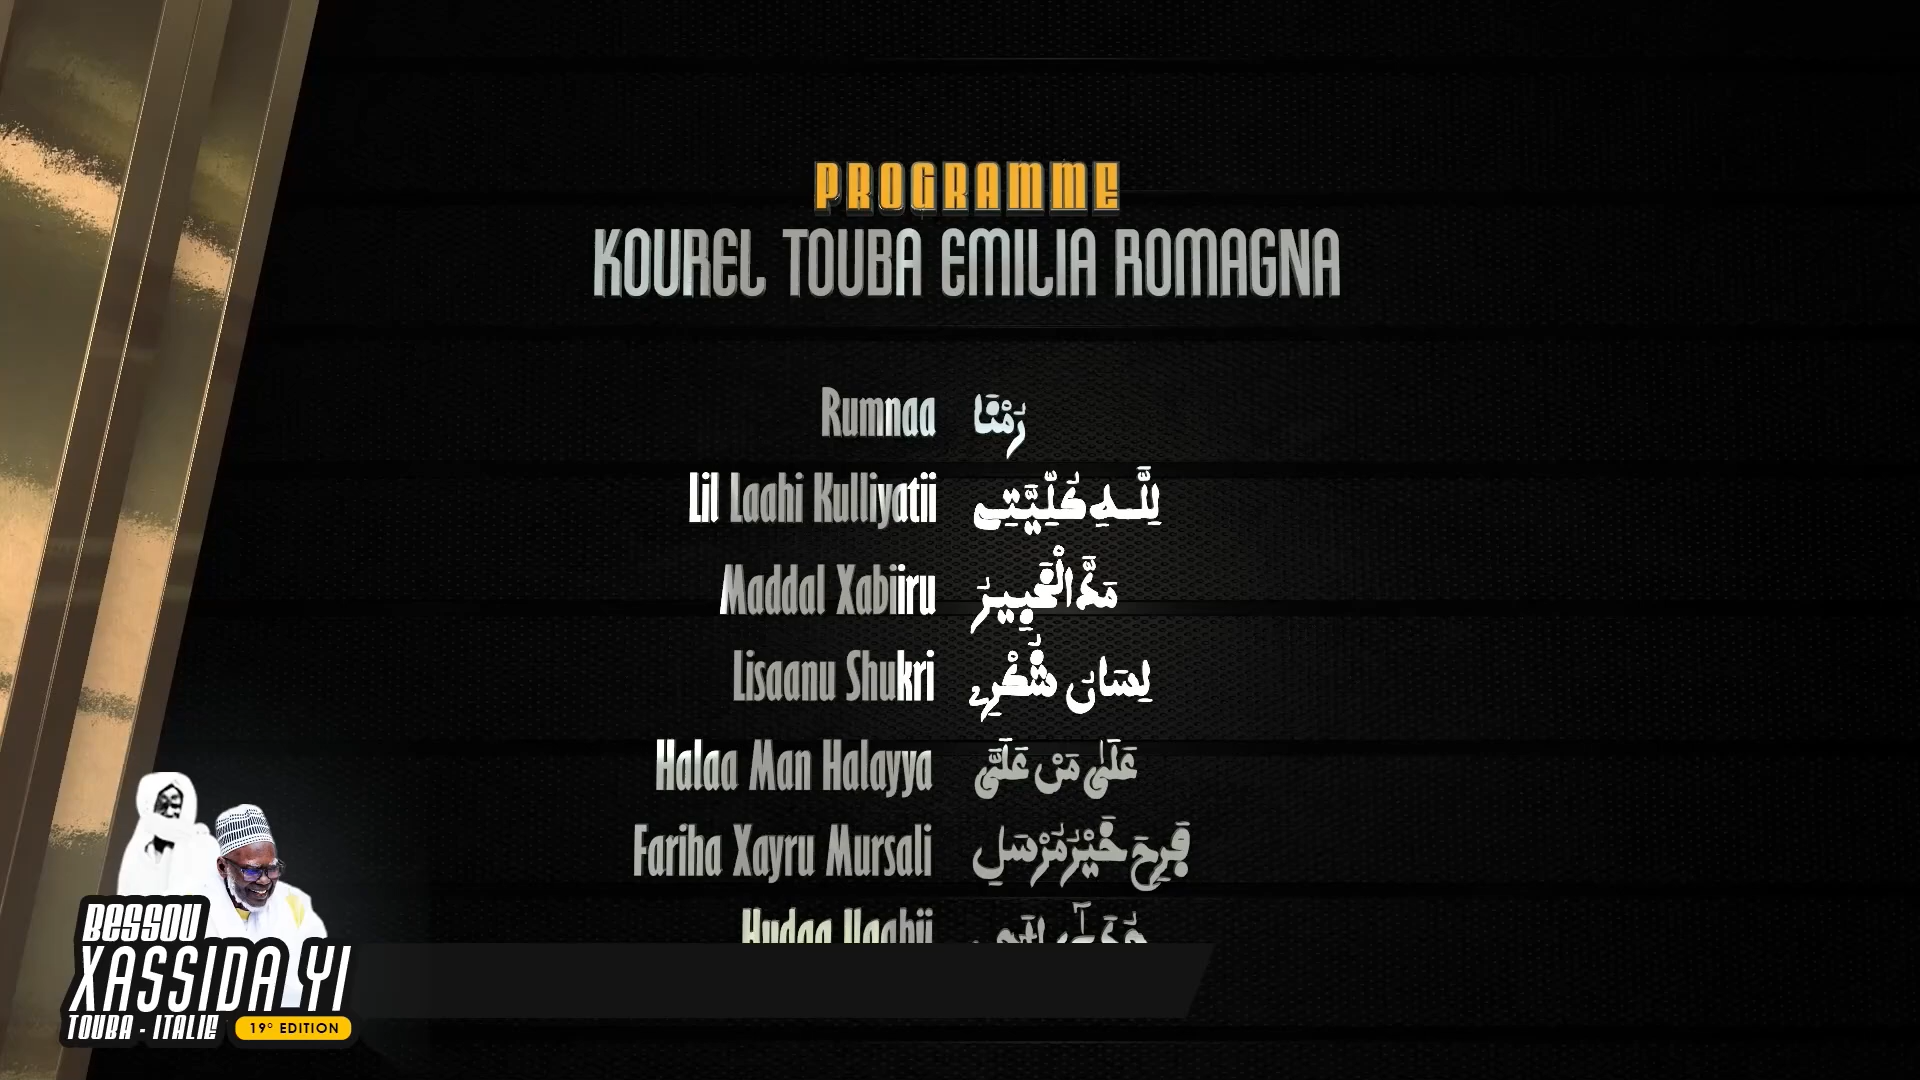 PROGRAMME
KOUREL TOUBA EMILIA ROMAGNA
Rumnaa رُمْنَا
Lil Laahi Kulliyatii لِلَّهِ كُلِّيَّتِي
Maddal Xabiiru مَدَّ الْخَبِيرُ
Lisaanu Shukri لِسَانُ شُكْرِ
Halaa Man Halayya عَلَىٰ مَنْ عَلَيَّ
Fariha Xayru Mursali فَرِحَ خَيْرُ مُرْسَلِ
BESSOU
XASSIDA YI
TOUBA - ITALIE 19° EDITION